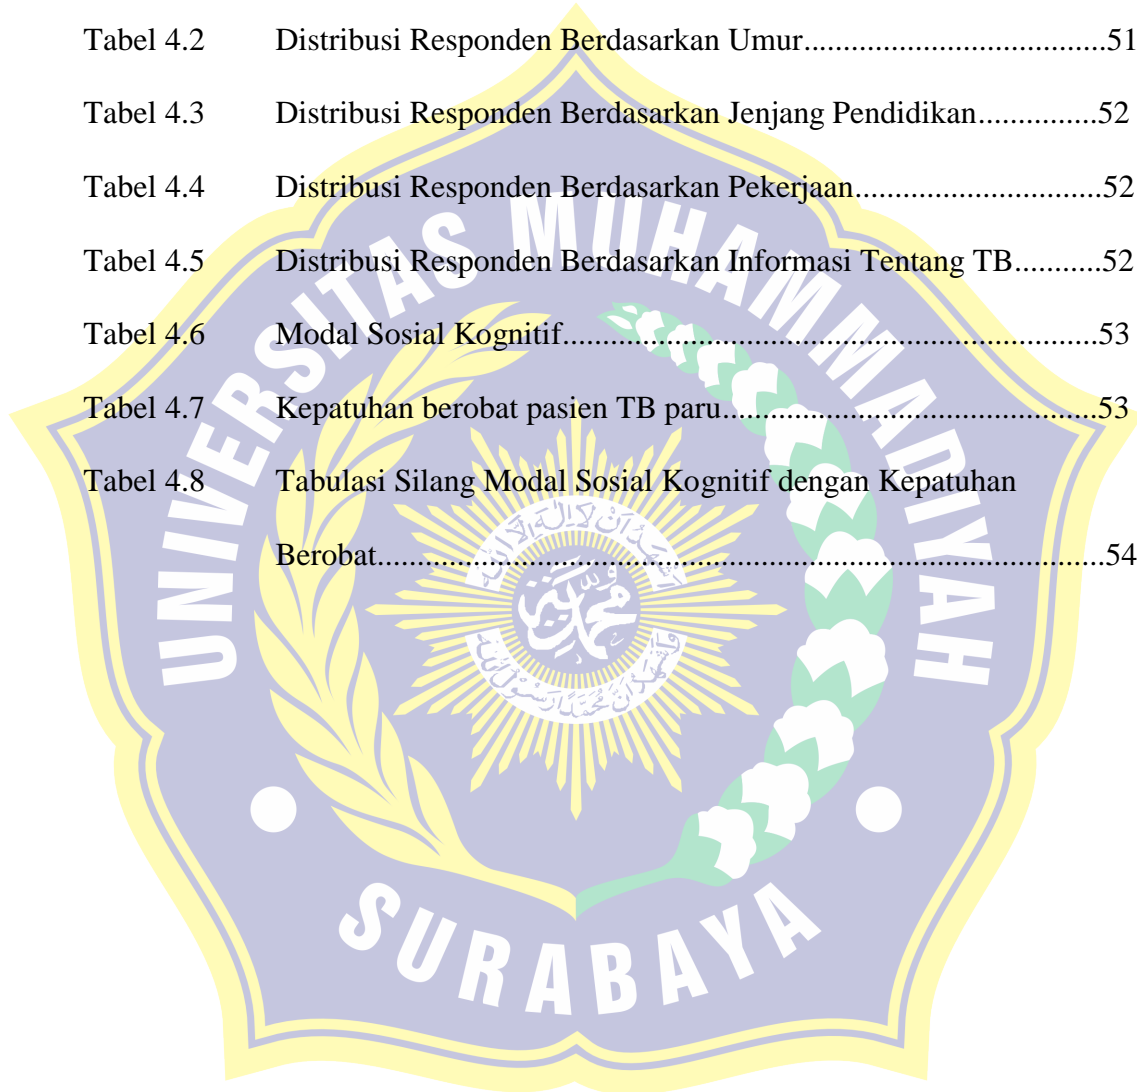 Tabel 4.2 Distribusi Responden Berdasarkan Umur...................................51
Tabel 4.3 Distribusi Responden Berdasarkan Jenjang Pendidikan..............52
Tabel 4.4 Distribusi Responden Berdasarkan Pekerjaan.............................52
Tabel 4.5 Distribusi Responden Berdasarkan Informasi Tentang TB...........52
Tabel 4.6 Modal Sosial Kognitif..............................................................53
Tabel 4.7 Kepatuhan berobat pasien TB paru...........................................53
Tabel 4.8 Tabulasi Silang Modal Sosial Kognitif dengan Kepatuhan
Berobat...................................................................................54
UNIVERSITAS MUHAMMADIYAH
SURABAYA